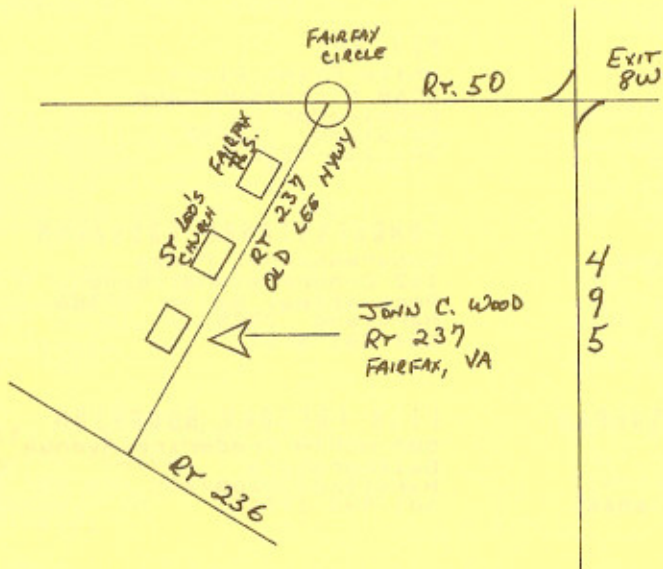 FAIRFAX
CIRCLE
RT. 50
EXIT
8W
FAIRFAX
H.S.
RT 237
OLD LEE HYWY
ST LEO'S
CHURCH
JOHN C. WOOD
RT 237
FAIRFAX, VA
4
9
5
RT 236